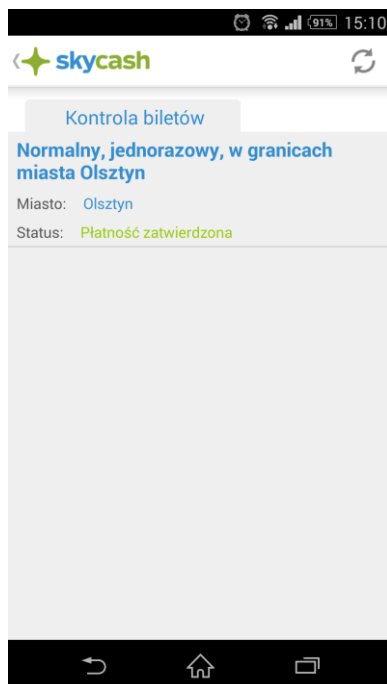 91% 15:10
skycash
Kontrola biletów
Normalny, jednorazowy, w granicach
miasta Olsztyn
Miasto: Olsztyn
Status: Płatność zatwierdzona